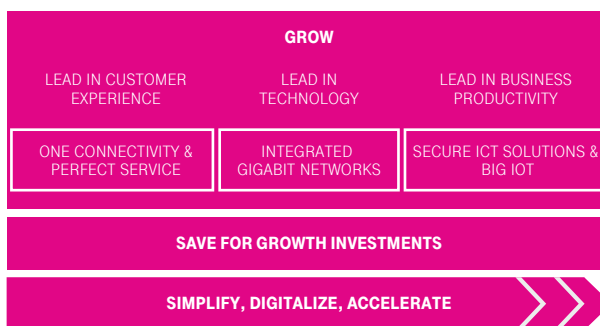 GROW
LEAD IN CUSTOMER
EXPERIENCE
LEAD IN
TECHNOLOGY
LEAD IN BUSINESS
PRODUCTIVITY
ONE CONNECTIVITY &
PERFECT SERVICE
INTEGRATED
GIGABIT NETWORKS
SECURE ICT SOLUTIONS &
BIG IOT
SAVE FOR GROWTH INVESTMENTS
SIMPLIFY, DIGITALIZE, ACCELERATE